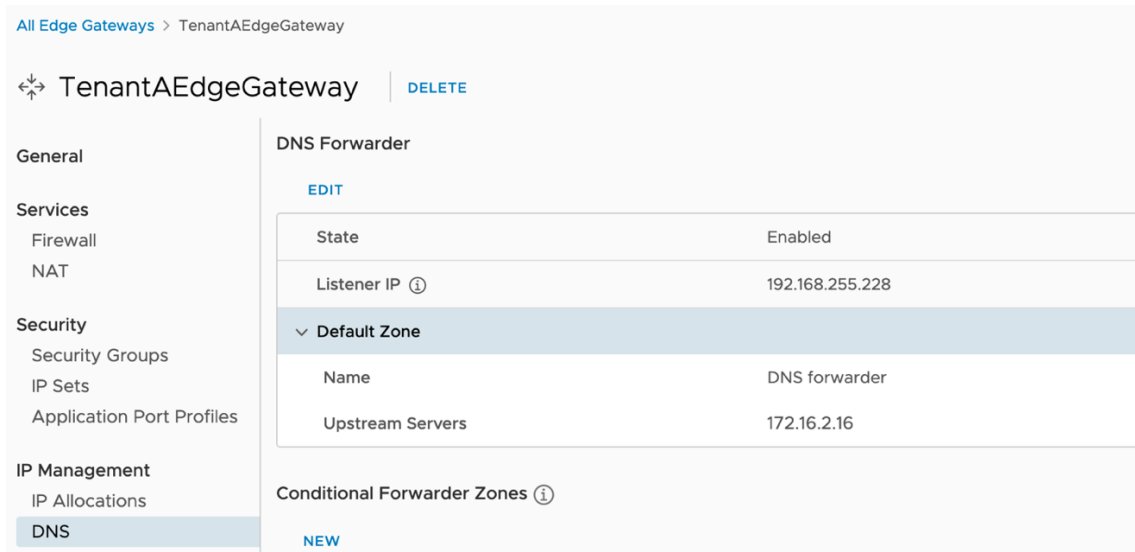 All Edge Gateways > TenantAEdgeGateway
TenantAEdgeGateway DELETE
General
Services
Firewall
NAT
Security
Security Groups
IP Sets
Application Port Profiles
IP Management
IP Allocations
DNS
DNS Forwarder
EDIT
State Enabled
Listener IP 192.168.255.228
Default Zone
Name DNS forwarder
Upstream Servers 172.16.2.16
Conditional Forwarder Zones
NEW